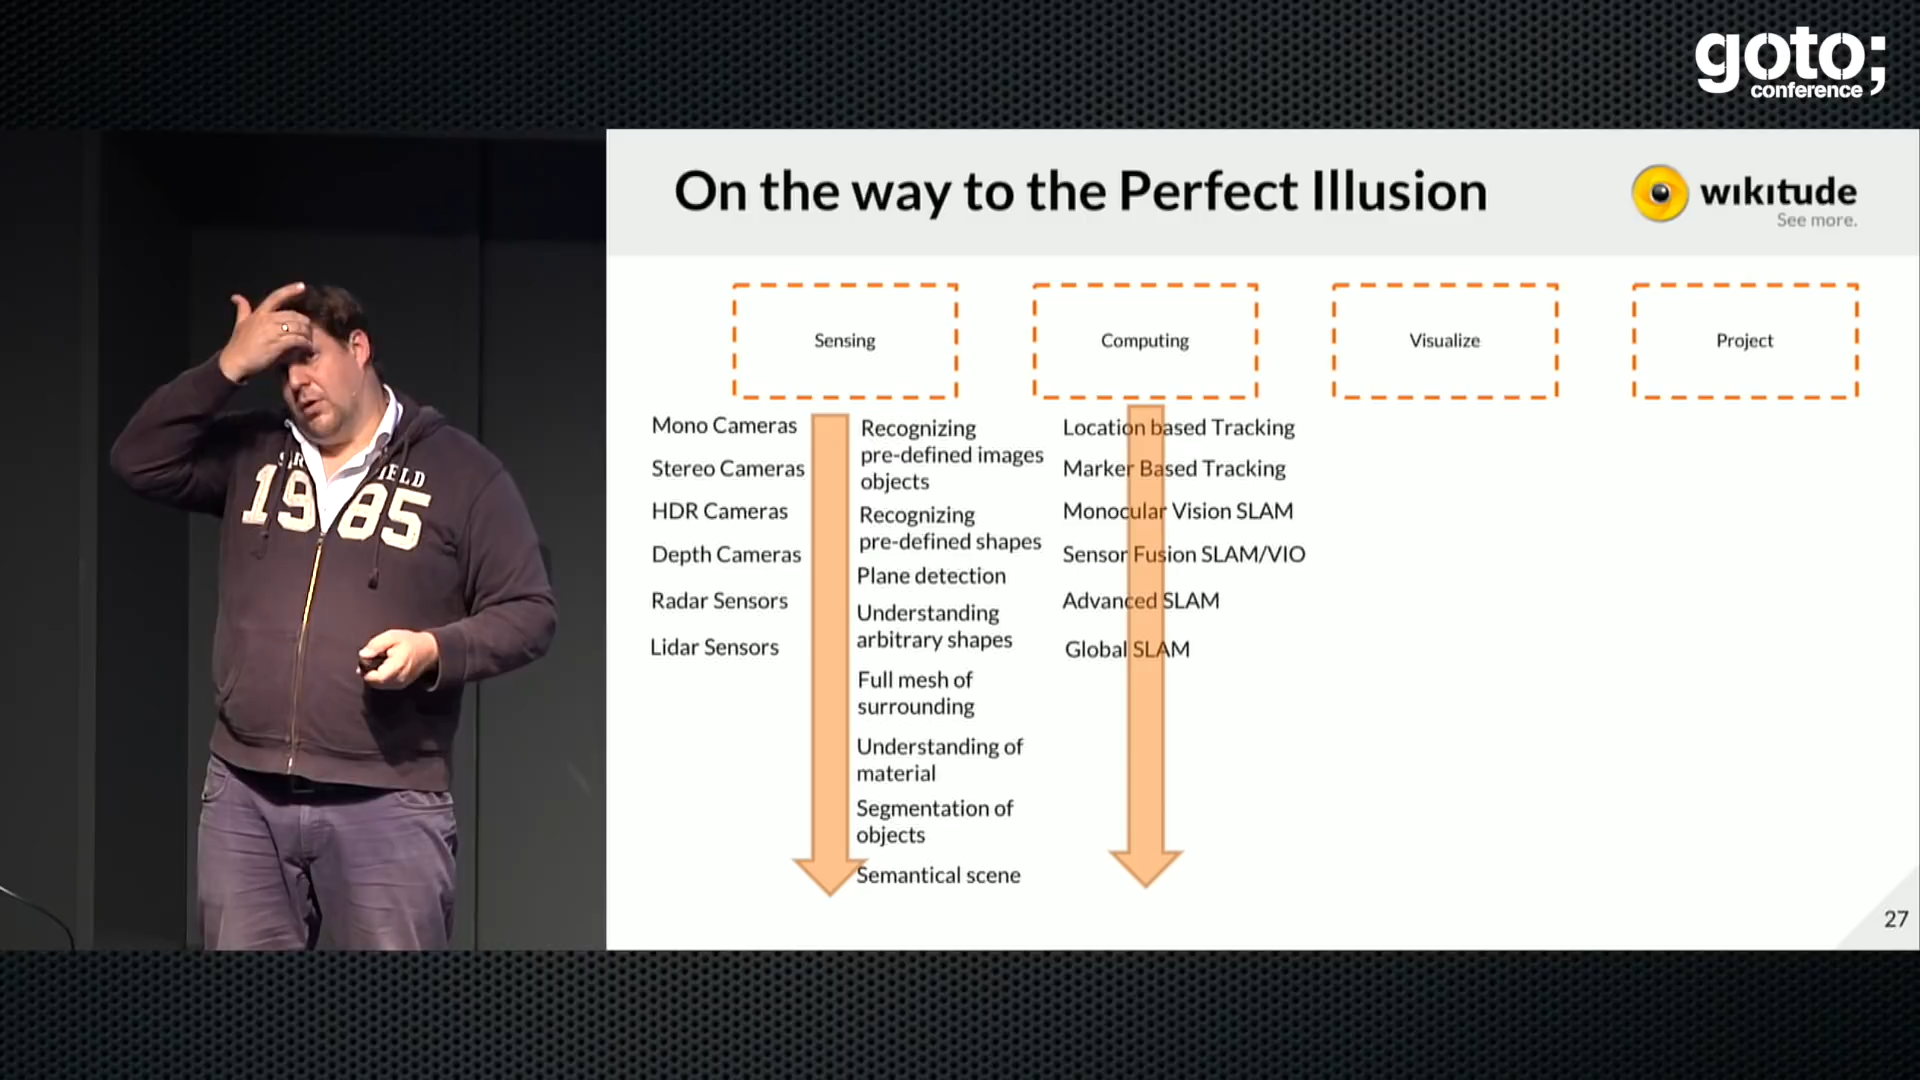 goto;
conference
On the way to the Perfect Illusion
wikitude
See more.
Sensing
Computing
Visualize
Project
Mono Cameras
Stereo Cameras
HDR Cameras
Depth Cameras
Radar Sensors
Lidar Sensors
Recognizing
pre-defined images
objects
Recognizing
pre-defined shapes
Plane detection
Understanding
arbitrary shapes
Full mesh of
surrounding
Understanding of
material
Segmentation of
objects
Semantical scene
Location based Tracking
Marker Based Tracking
Monocular Vision SLAM
Sensor Fusion SLAM/VIO
Advanced SLAM
Global SLAM
27
1985